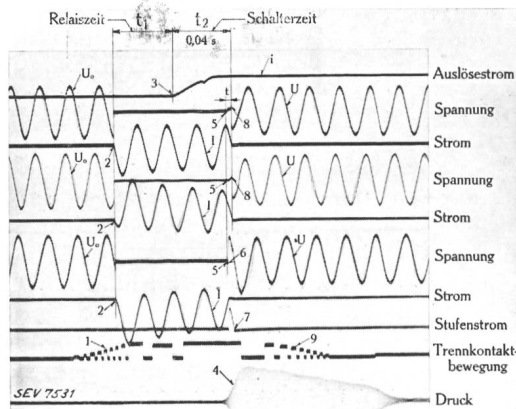 Relaiszeit t₁ t₂ Schalterzeit
0,04 s
3 i Auslösestrom
U₀ t U
5 8 Spannung
2 I Strom
U₀ U
5 8 Spannung
2 I Strom
U₀ U
5 6 Spannung
2 I Strom
7 Stufenstrom
1 9 Trennkontakt-
bewegung
4
SEV 7531 Druck